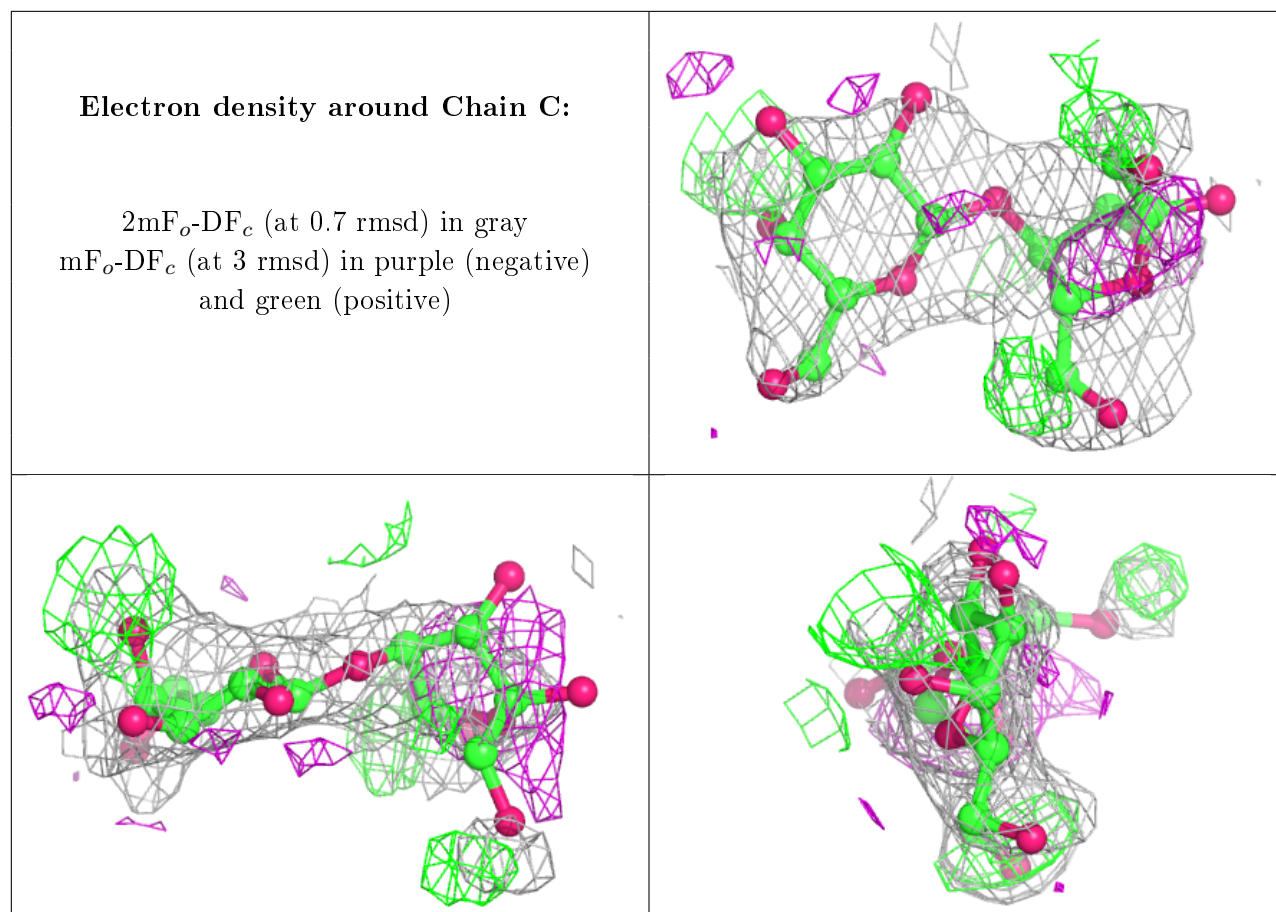 Electron density around Chain C:
2mFo-DFc (at 0.7 rmsd) in gray
mFo-DFc (at 3 rmsd) in purple (negative)
and green (positive)